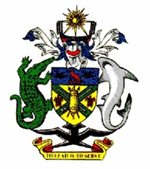 TO LEAD IS TO SERVE